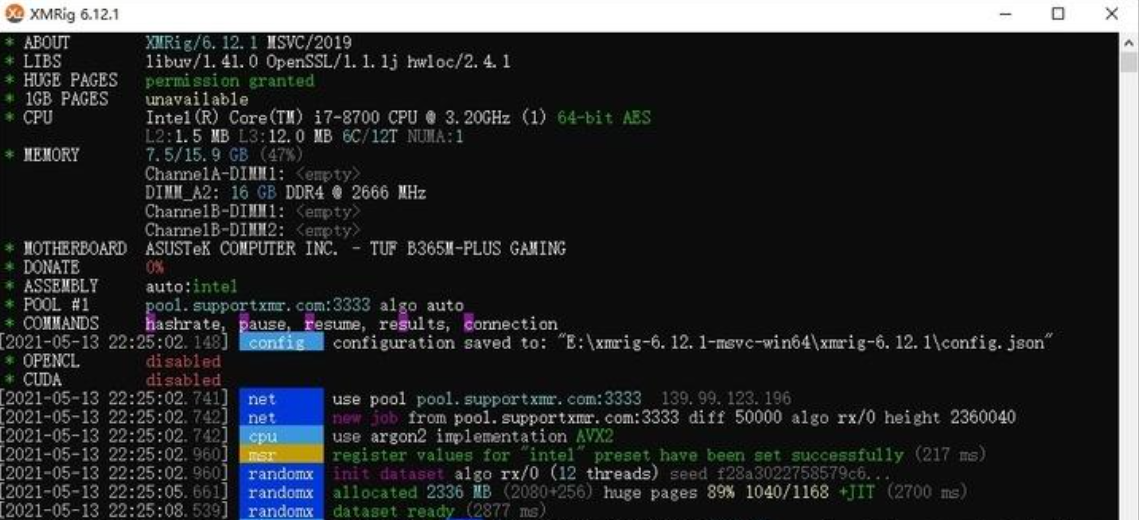 XMRig 6.12.1
* ABOUT XMRig/6.12.1 MSVC/2019
* LIBS libuv/1.41.0 OpenSSL/1.1.1j hwloc/2.4.1
* HUGE PAGES permission granted
* 1GB PAGES unavailable
* CPU Intel(R) Core(TM) i7-8700 CPU @ 3.20GHz (1) 64-bit AES
L2:1.5 MB L3:12.0 MB 6C/12T NUMA:1
* MEMORY 7.5/15.9 GB (47%)
ChannelA-DIMM1: <empty>
DIMM_A2: 16 GB DDR4 @ 2666 MHz
ChannelB-DIMM1: <empty>
ChannelB-DIMM2: <empty>
* MOTHERBOARD ASUSTeK COMPUTER INC. - TUF B365M-PLUS GAMING
* DONATE 0%
* ASSEMBLY auto:intel
* POOL #1 pool.supportxmr.com:3333 algo auto
* COMMANDS hashrate, pause, resume, results, connection
[2021-05-13 22:25:02.148] config configuration saved to: "E:\xmrig-6.12.1-msvc-win64\xmrig-6.12.1\config.json"
* OPENCL disabled
* CUDA disabled
[2021-05-13 22:25:02.741] net use pool pool.supportxmr.com:3333 139.99.123.196
[2021-05-13 22:25:02.742] net new job from pool.supportxmr.com:3333 diff 50000 algo rx/0 height 2360040
[2021-05-13 22:25:02.742] cpu use argon2 implementation AVX2
[2021-05-13 22:25:02.960] msr register values for "intel" preset have been set successfully (217 ms)
[2021-05-13 22:25:02.960] randomx init dataset algo rx/0 (12 threads) seed f28a3022758579c6...
[2021-05-13 22:25:05.661] randomx allocated 2336 MB (2080+256) huge pages 89% 1040/1168 +JIT (2700 ms)
[2021-05-13 22:25:08.539] randomx dataset ready (2877 ms)